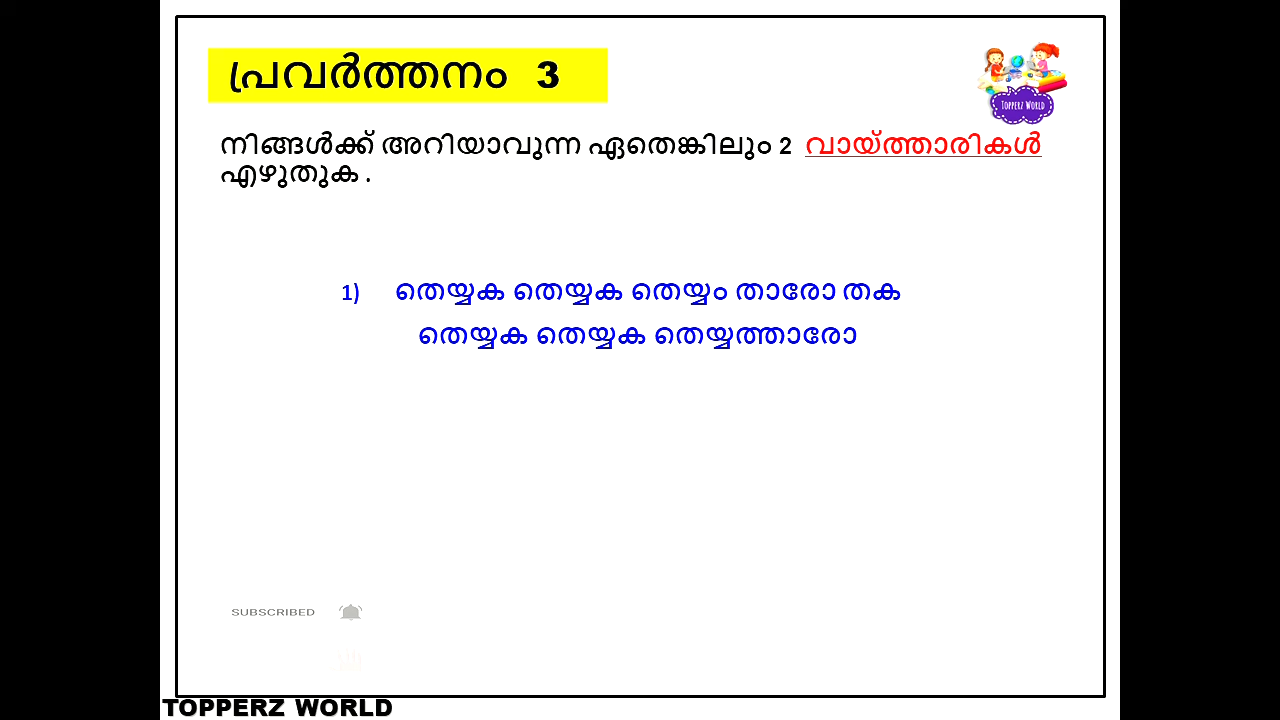 പ്രവർത്തനം 3
TOPPERZ WORLD
നിങ്ങൾക്ക് അറിയാവുന്ന ഏതെങ്കിലും 2 വായ്ത്താരികൾ
എഴുതുക .
1) തെയ്യക തെയ്യക തെയ്യം താരോ തക
തെയ്യക തെയ്യക തെയ്യത്താരോ
SUBSCRIBED
TOPPERZ WORLD